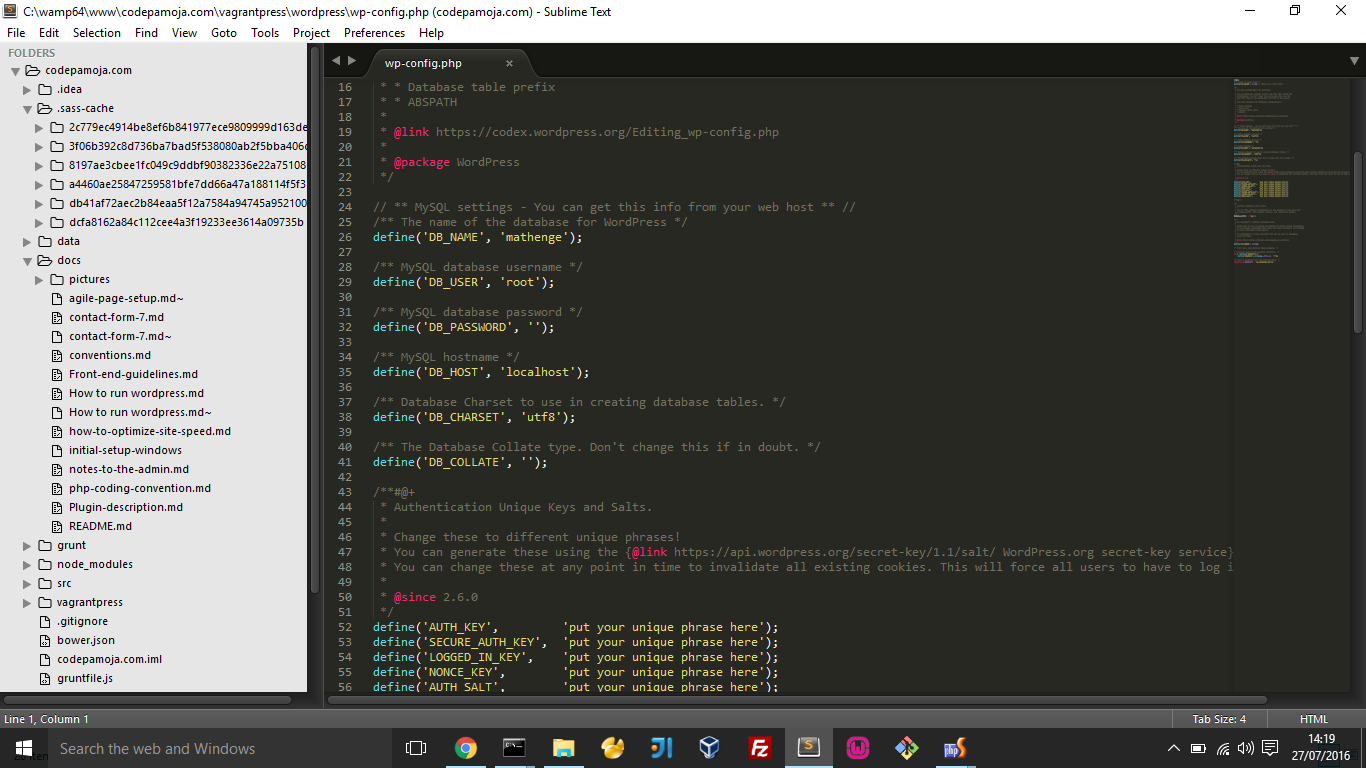 C:\wamp64\www\codepamoja.com\vagrantpress\wordpress\wp-config.php (codepamoja.com) - Sublime Text
File Edit Selection Find View Goto Tools Project Preferences Help
FOLDERS
codepamoja.com
.idea
.sass-cache
2c779ec4914be8ef6b841977ece9809999d163de
3f06b392c8d736ba7bad5f538080ab2f5bba406c
8197ae3cbee1fc049c9ddbf90382336e22a75108
a4460ae25847259581bfe7dd66a47a188114f5f3
db41af72aec2b84eaa5f12a7584a94745a952100
dcfa8162a84c112cee4a3f19233ee3614a09735b
data
docs
pictures
agile-page-setup.md~
contact-form-7.md
contact-form-7.md~
conventions.md
Front-end-guidelines.md
How to run wordpress.md
How to run wordpress.md~
how-to-optimize-site-speed.md
initial-setup-windows
notes-to-the-admin.md
php-coding-convention.md
Plugin-description.md
README.md
grunt
node_modules
src
vagrantpress
.gitignore
bower.json
codepamoja.com.iml
gruntfile.js
wp-config.php ×
16 * * Database table prefix
17 * * ABSPATH
18 *
19 * @link https://codex.wordpress.org/Editing_wp-config.php
20 *
21 * @package WordPress
22 */
23
24 // ** MySQL settings - You can get this info from your web host ** //
25 /** The name of the database for WordPress */
26 define('DB_NAME', 'mathenge');
27
28 /** MySQL database username */
29 define('DB_USER', 'root');
30
31 /** MySQL database password */
32 define('DB_PASSWORD', '');
33
34 /** MySQL hostname */
35 define('DB_HOST', 'localhost');
36
37 /** Database Charset to use in creating database tables. */
38 define('DB_CHARSET', 'utf8');
39
40 /** The Database Collate type. Don't change this if in doubt. */
41 define('DB_COLLATE', '');
42
43 /**#@+
44 * Authentication Unique Keys and Salts.
45 *
46 * Change these to different unique phrases!
47 * You can generate these using the {@link https://api.wordpress.org/secret-key/1.1/salt/ WordPress.org secret-key service}
48 * You can change these at any point in time to invalidate all existing cookies. This will force all users to have to log i
49 *
50 * @since 2.6.0
51 */
52 define('AUTH_KEY', 'put your unique phrase here');
53 define('SECURE_AUTH_KEY', 'put your unique phrase here');
54 define('LOGGED_IN_KEY', 'put your unique phrase here');
55 define('NONCE_KEY', 'put your unique phrase here');
56 define('AUTH_SALT', 'put your unique phrase here');
Line 1, Column 1
Tab Size: 4
HTML
Search the web and Windows
14:19
27/07/2016